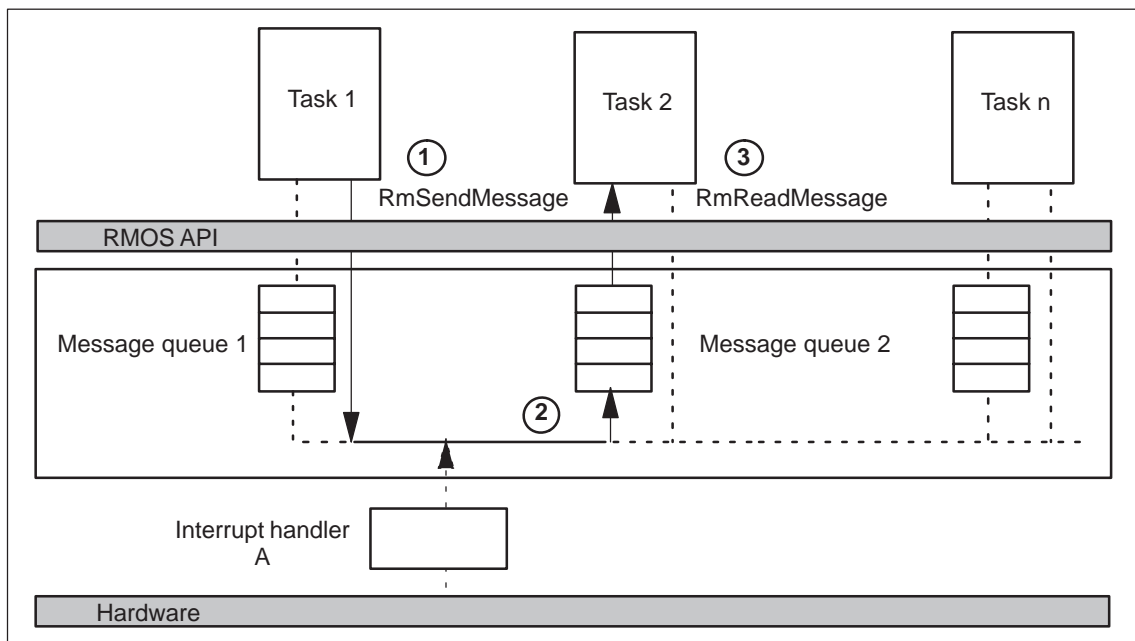 Task 1
Task 2
Task n
1
3
RmSendMessage
RmReadMessage
RMOS API
Message queue 1
Message queue 2
2
Interrupt handler
A
Hardware